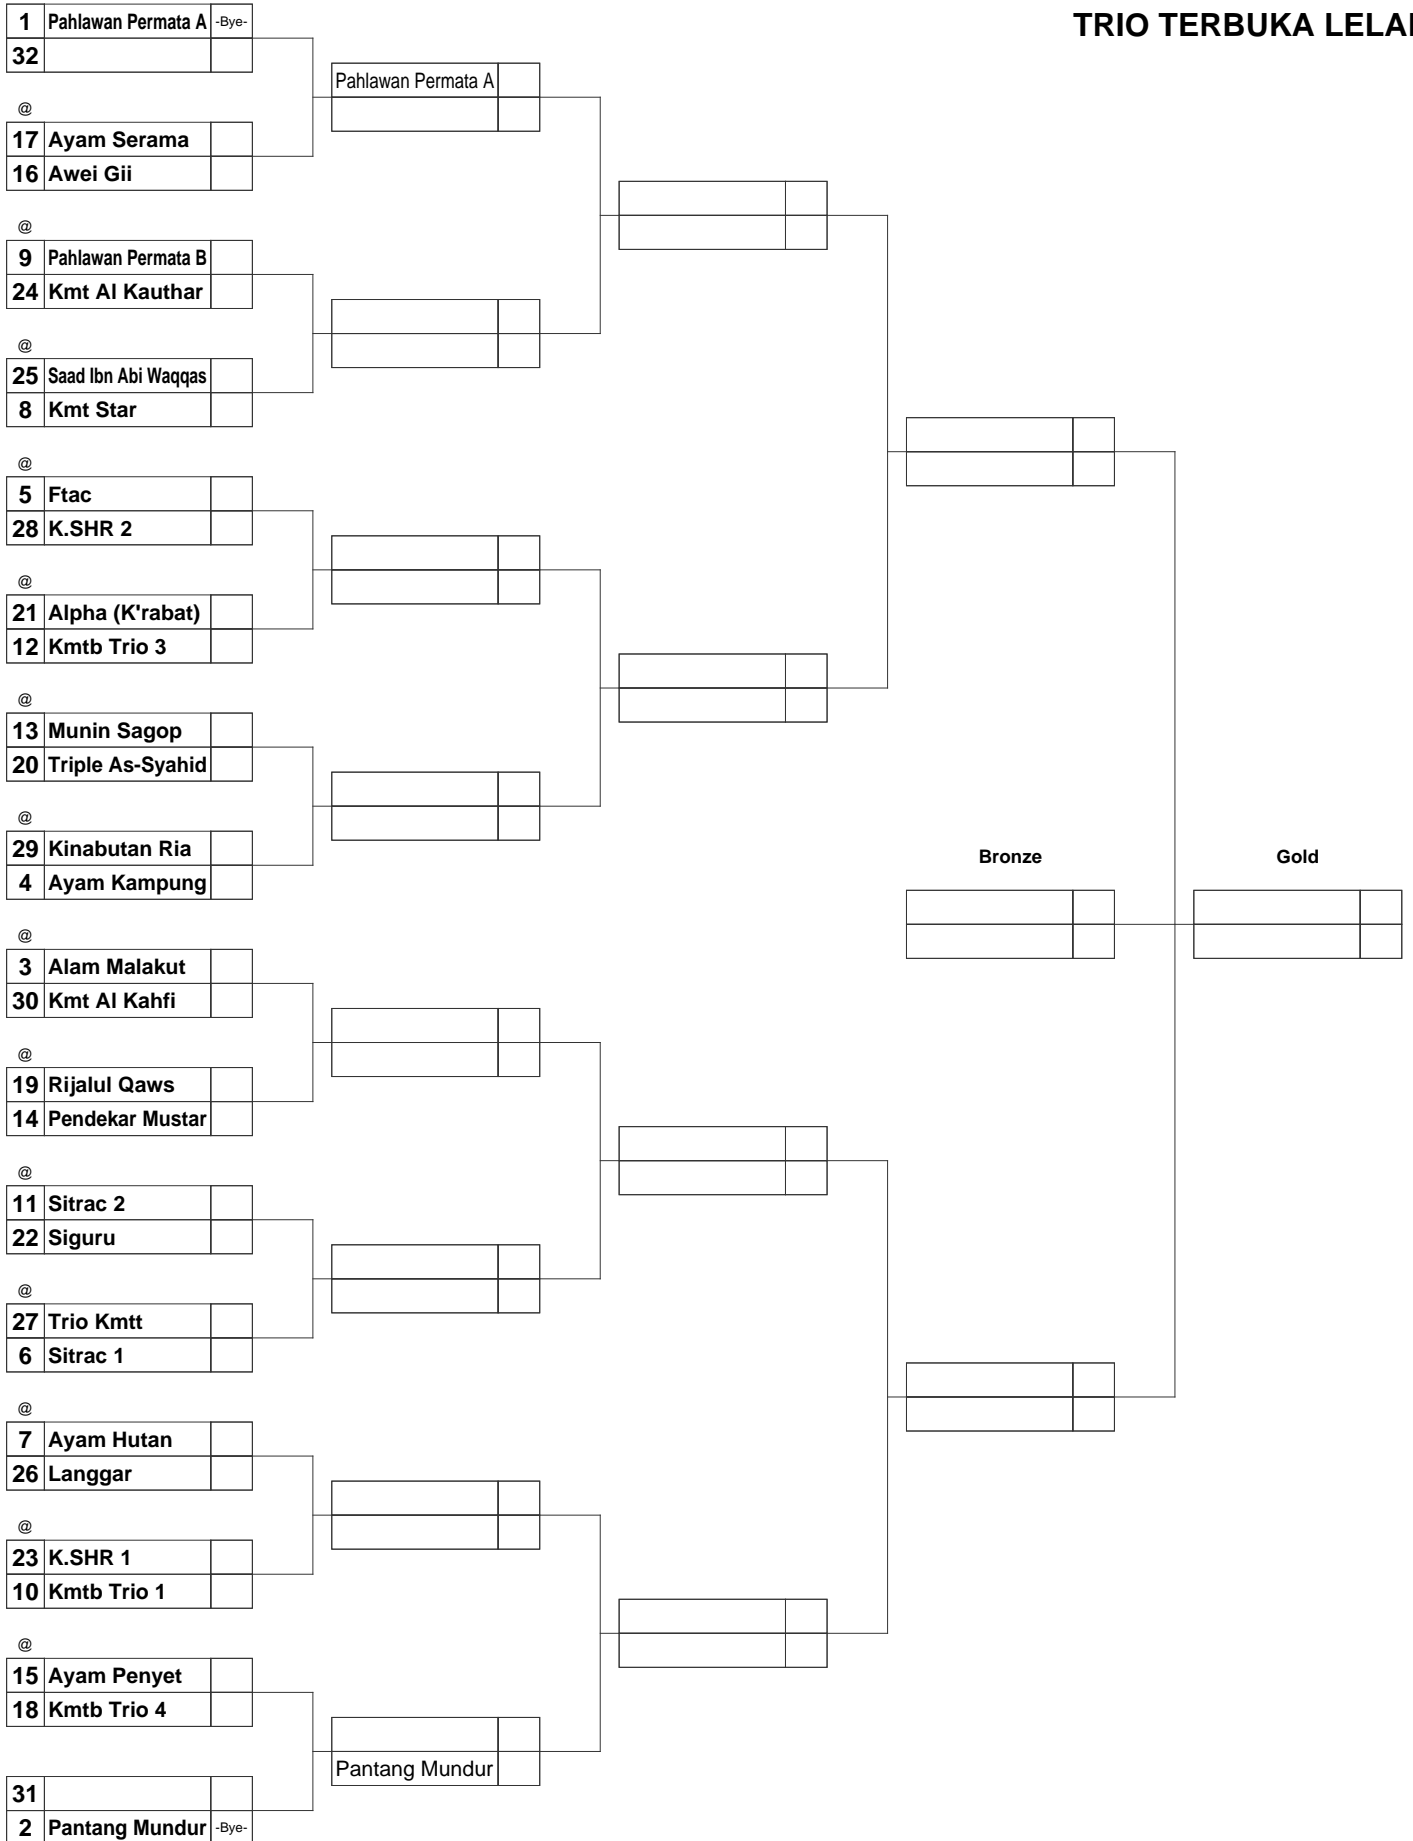 TRIO TERBUKA LELA
1 Pahlawan Permata A -Bye-
32
Pahlawan Permata A
@
17 Ayam Serama
16 Awei Gii
@
9 Pahlawan Permata B
24 Kmt Al Kauthar
@
25 Saad Ibn Abi Waqqas
8 Kmt Star
@
5 Ftac
28 K.SHR 2
@
21 Alpha (K'rabat)
12 Kmtb Trio 3
@
13 Munin Sagop
20 Triple As-Syahid
@
29 Kinabutan Ria
4 Ayam Kampung
Bronze
Gold
@
3 Alam Malakut
30 Kmt Al Kahfi
@
19 Rijalul Qaws
14 Pendekar Mustar
@
11 Sitrac 2
22 Siguru
@
27 Trio Kmtt
6 Sitrac 1
@
7 Ayam Hutan
26 Langgar
@
23 K.SHR 1
10 Kmtb Trio 1
@
15 Ayam Penyet
18 Kmtb Trio 4
Pantang Mundur
31
2 Pantang Mundur -Bye-